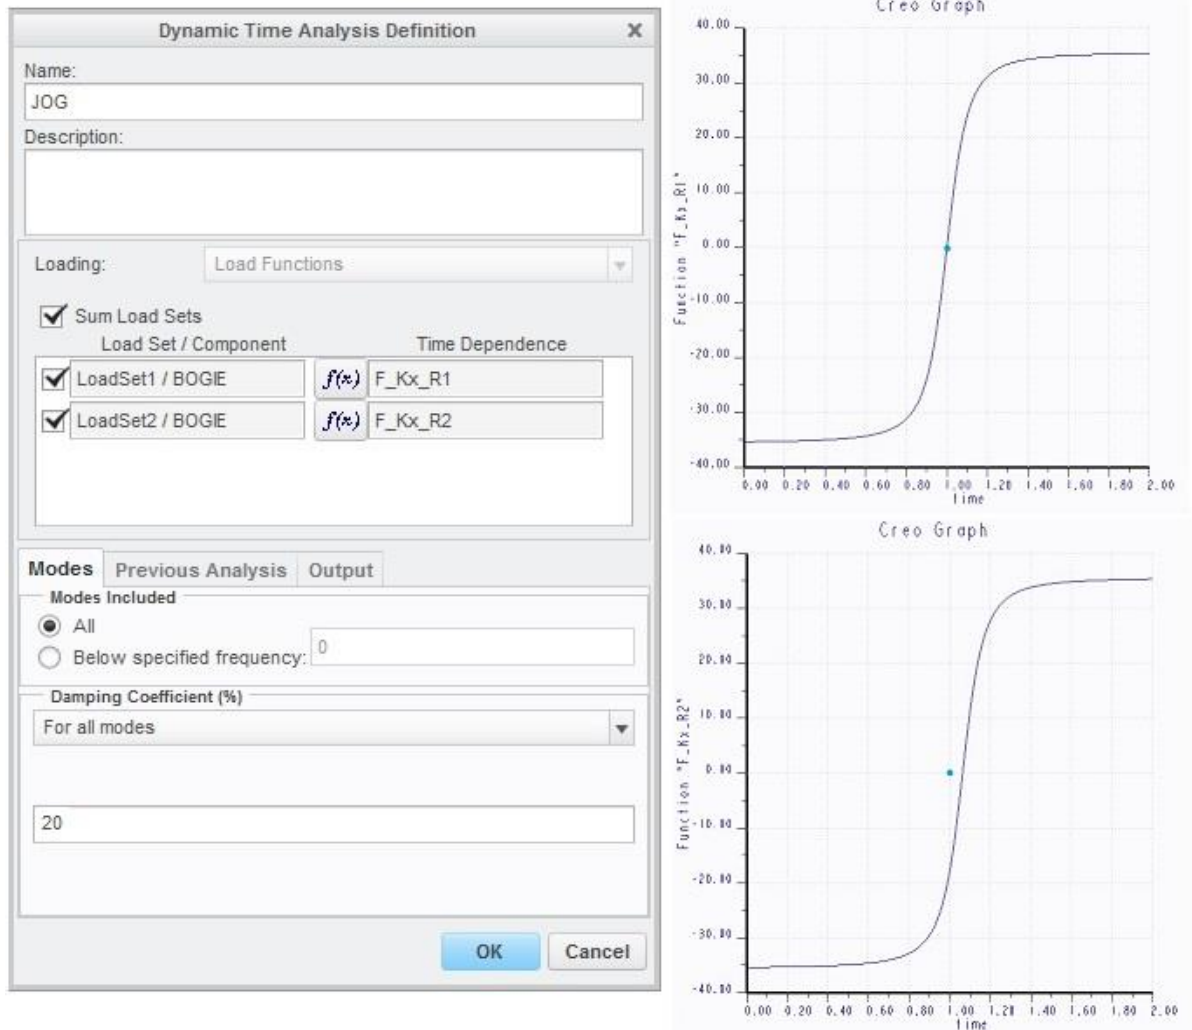 Dynamic Time Analysis Definition
Name:
JOG
Description:
Loading: Load Functions
Sum Load Sets
Load Set / Component Time Dependence
LoadSet1 / BOGIE f(x) F_Kx_R1
LoadSet2 / BOGIE f(x) F_Kx_R2
Modes Previous Analysis Output
Modes Included
All
Below specified frequency: 0
Damping Coefficient (%)
For all modes
20
OK Cancel
Creo Graph
40.00
30.00
20.00
10.00
0.00
-10.00
-20.00
-30.00
-40.00
Function "F_Kx_R1"
0.00 0.20 0.40 0.60 0.80 1.00 1.20 1.40 1.60 1.80 2.00
time
Creo Graph
40.00
30.00
20.00
10.00
0.00
-10.00
-20.00
-30.00
-40.00
Function "F_Kx_R2"
0.00 0.20 0.40 0.60 0.80 1.00 1.20 1.40 1.60 1.80 2.00
time